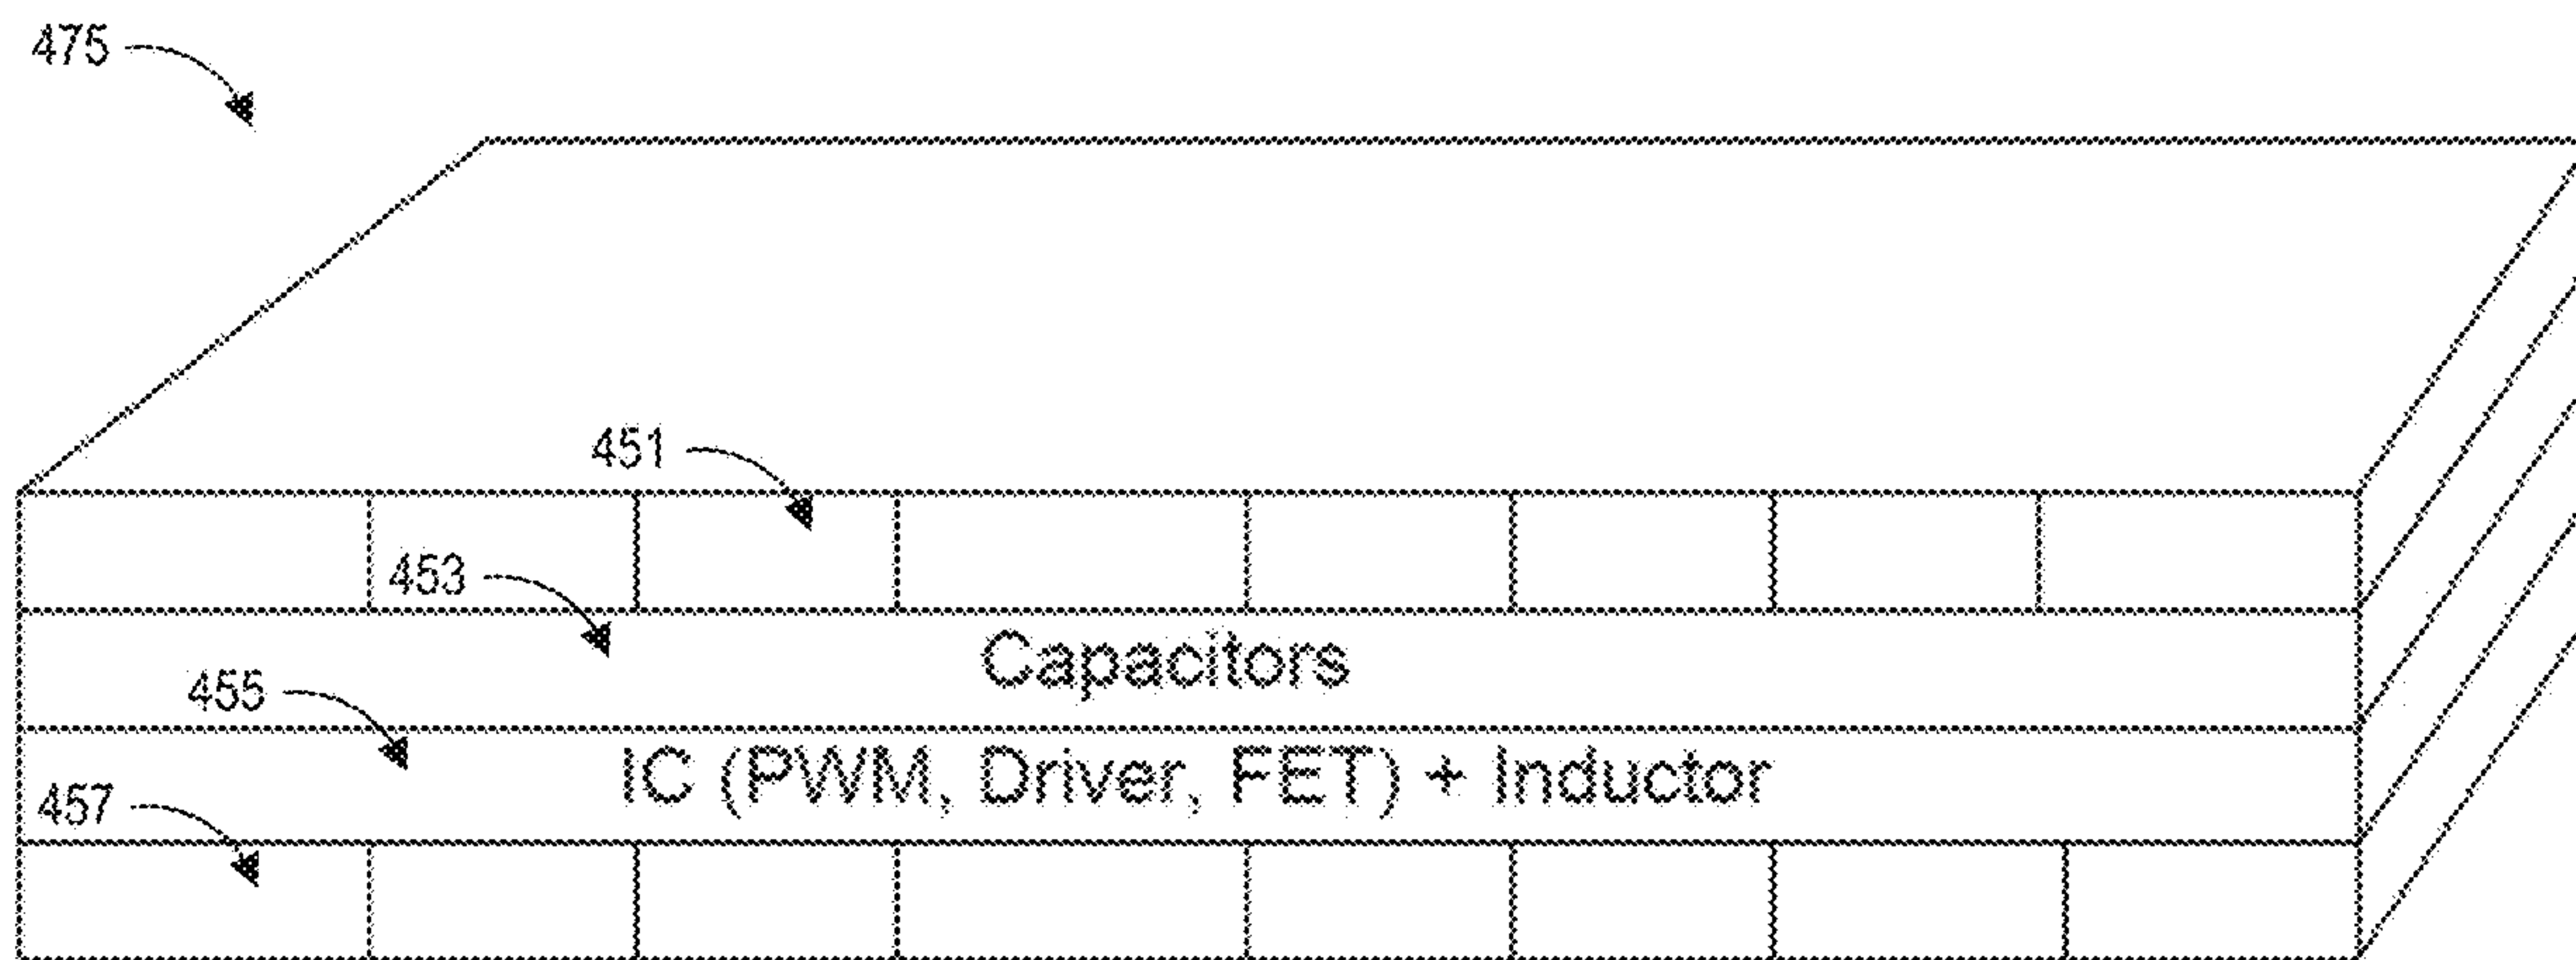 475
451
453
Capacitors
455
IC (PWM, Driver, FET) + Inductor
457